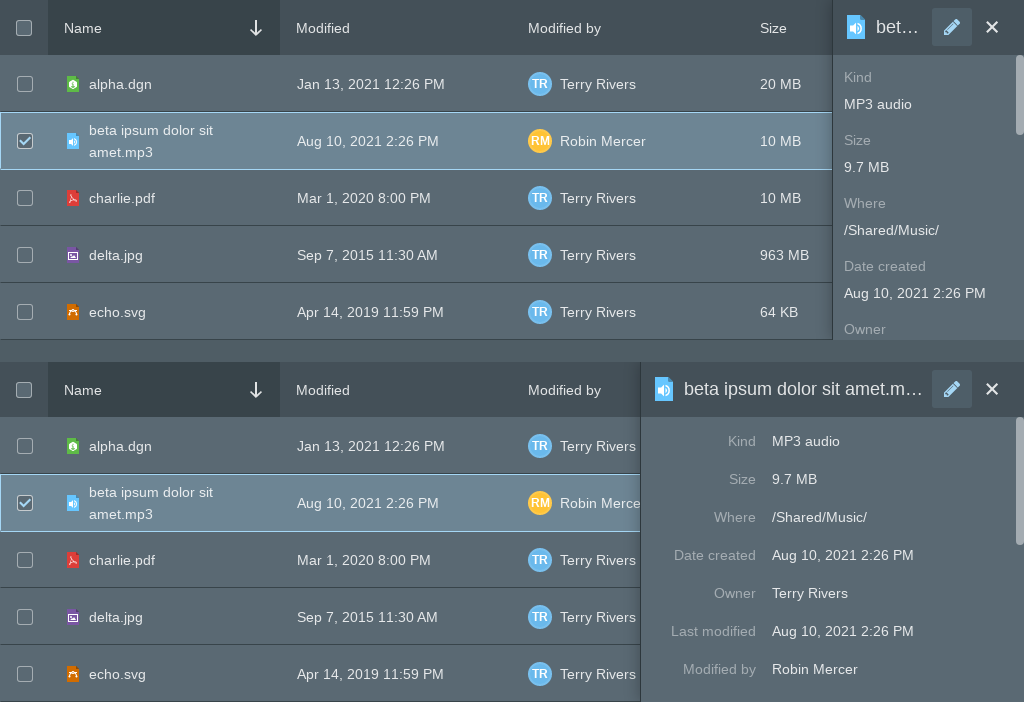 Name Modified Modified by Size bet…
Kind
alpha.dgn Jan 13, 2021 12:26 PM TR Terry Rivers 20 MB
MP3 audio
beta ipsum dolor sit
amet.mp3 Aug 10, 2021 2:26 PM RM Robin Mercer 10 MB
Size
9.7 MB
charlie.pdf Mar 1, 2020 8:00 PM TR Terry Rivers 10 MB
Where
/Shared/Music/
delta.jpg Sep 7, 2015 11:30 AM TR Terry Rivers 963 MB
Date created
Aug 10, 2021 2:26 PM
echo.svg Apr 14, 2019 11:59 PM TR Terry Rivers 64 KB
Owner
Name Modified Modified by beta ipsum dolor sit amet.m…
alpha.dgn Jan 13, 2021 12:26 PM TR Terry Rivers
Kind MP3 audio
Size 9.7 MB
beta ipsum dolor sit
amet.mp3 Aug 10, 2021 2:26 PM RM Robin Merce
Where /Shared/Music/
charlie.pdf Mar 1, 2020 8:00 PM TR Terry Rivers
Date created Aug 10, 2021 2:26 PM
Owner Terry Rivers
delta.jpg Sep 7, 2015 11:30 AM TR Terry Rivers
Last modified Aug 10, 2021 2:26 PM
echo.svg Apr 14, 2019 11:59 PM TR Terry Rivers
Modified by Robin Mercer